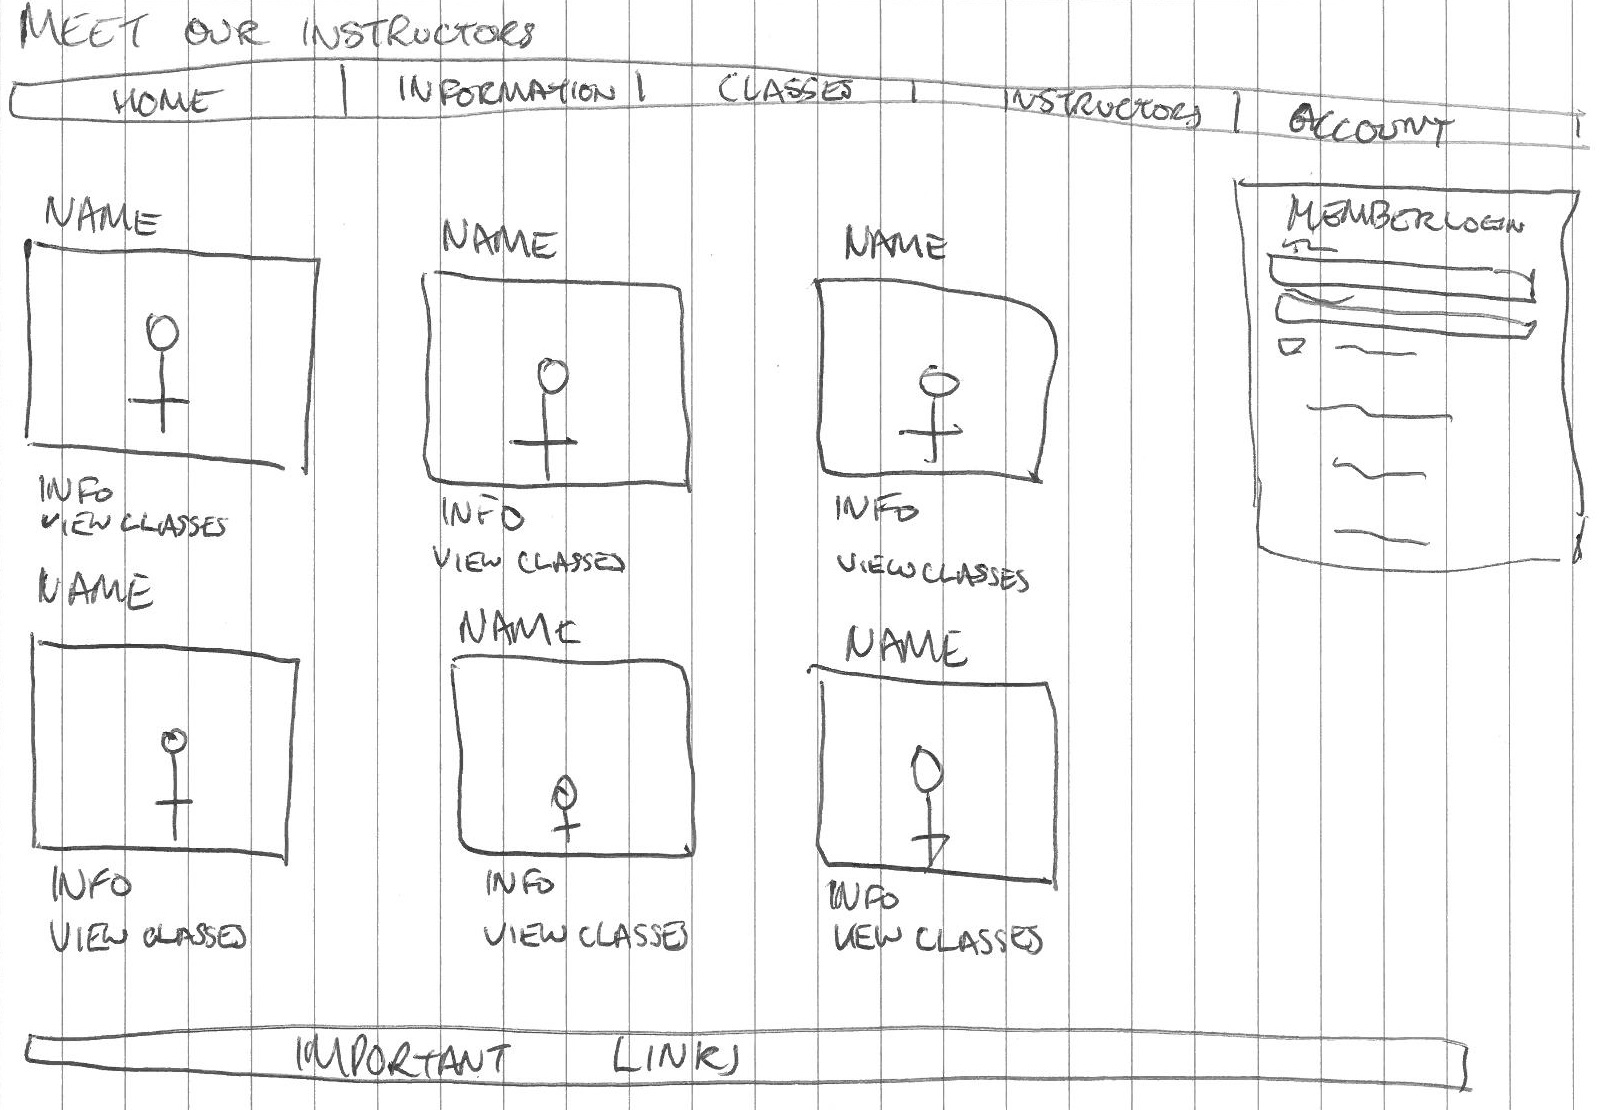 MEET OUR INSTRUCTORS
HOME INFORMATION CLASSES INSTRUCTORS ACCOUNT
MEMBER LOGIN
NAME NAME NAME
INFO INFO INFO
VIEW CLASSES VIEW CLASSES VIEW CLASSES
NAME NAME NAME
INFO INFO INFO
VIEW CLASSES VIEW CLASSES VIEW CLASSES
IMPORTANT LINKS